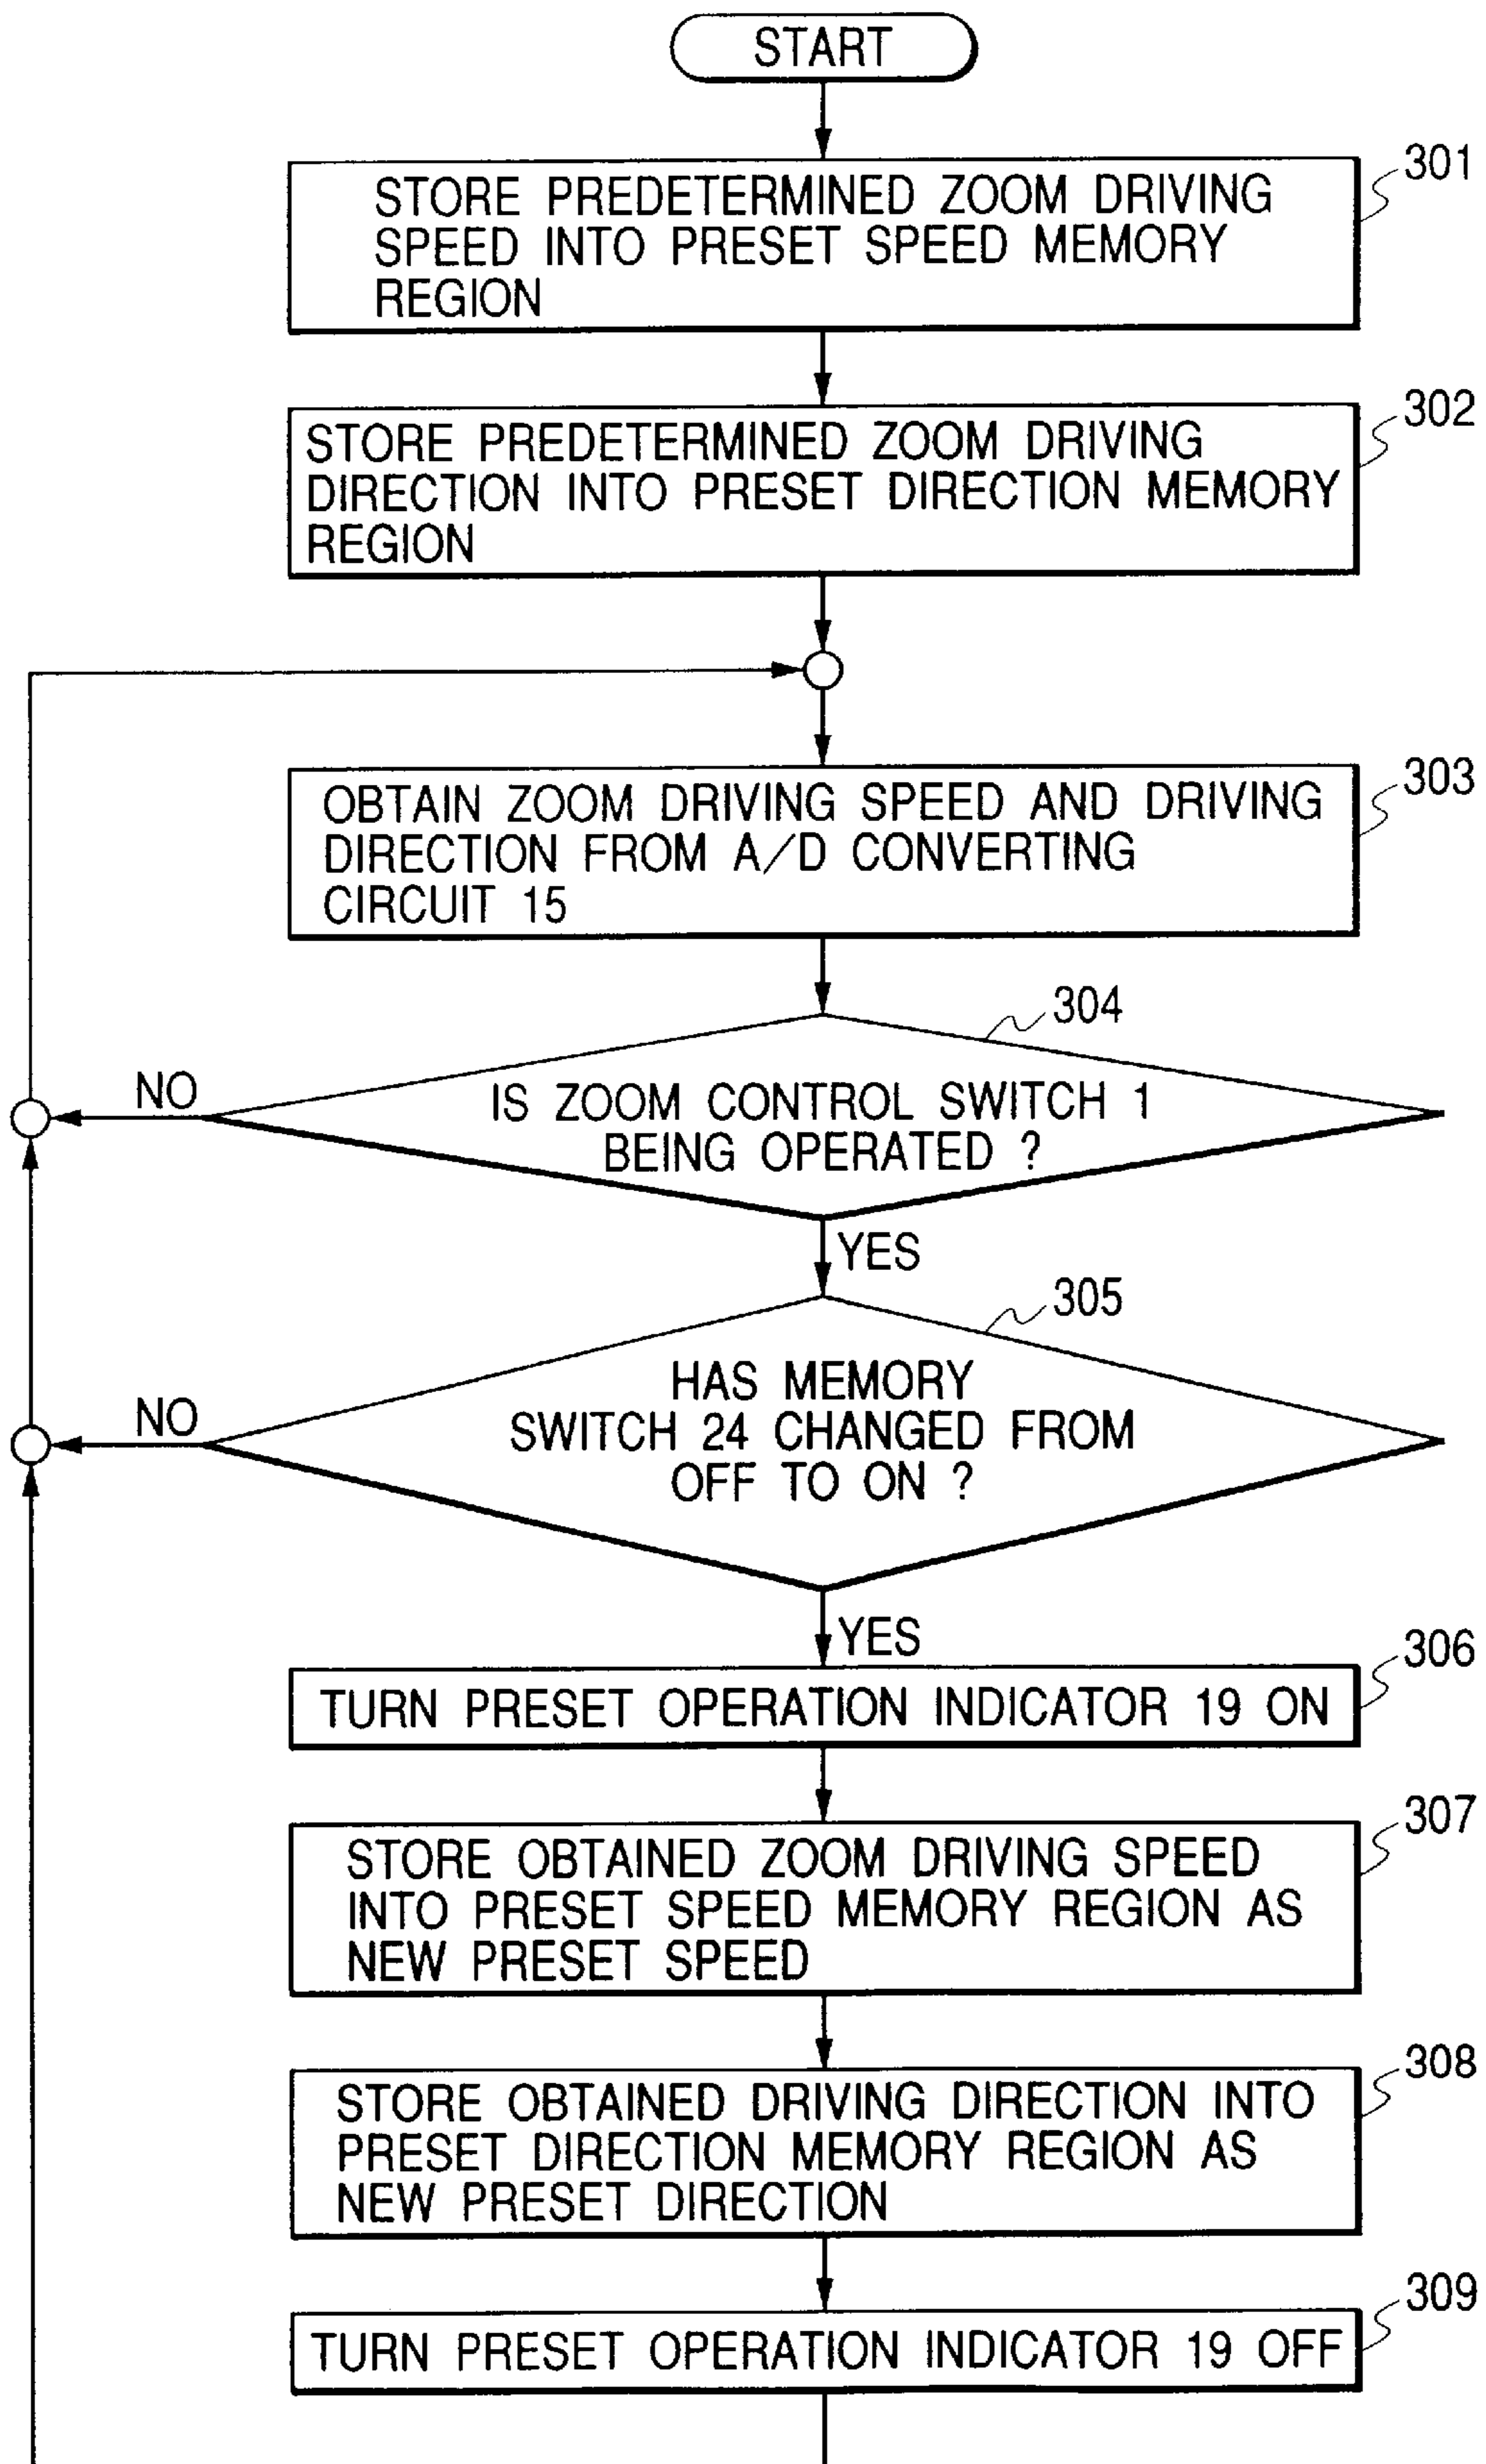 START
301
STORE PREDETERMINED ZOOM DRIVING
SPEED INTO PRESET SPEED MEMORY
REGION
302
STORE PREDETERMINED ZOOM DRIVING
DIRECTION INTO PRESET DIRECTION MEMORY
REGION
303
OBTAIN ZOOM DRIVING SPEED AND DRIVING
DIRECTION FROM A/D CONVERTING
CIRCUIT 15
304
NO
IS ZOOM CONTROL SWITCH 1
BEING OPERATED ?
YES
305
HAS MEMORY
NO
SWITCH 24 CHANGED FROM
OFF TO ON ?
YES
306
TURN PRESET OPERATION INDICATOR 19 ON
307
STORE OBTAINED ZOOM DRIVING SPEED
INTO PRESET SPEED MEMORY REGION AS
NEW PRESET SPEED
308
STORE OBTAINED DRIVING DIRECTION INTO
PRESET DIRECTION MEMORY REGION AS
NEW PRESET DIRECTION
309
TURN PRESET OPERATION INDICATOR 19 OFF